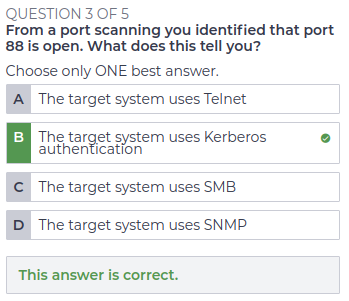 QUESTION 3 OF 5
From a port scanning you identified that port
88 is open. What does this tell you?
Choose only ONE best answer.
A The target system uses Telnet
B The target system uses Kerberos
authentication
C The target system uses SMB
D The target system uses SNMP
This answer is correct.